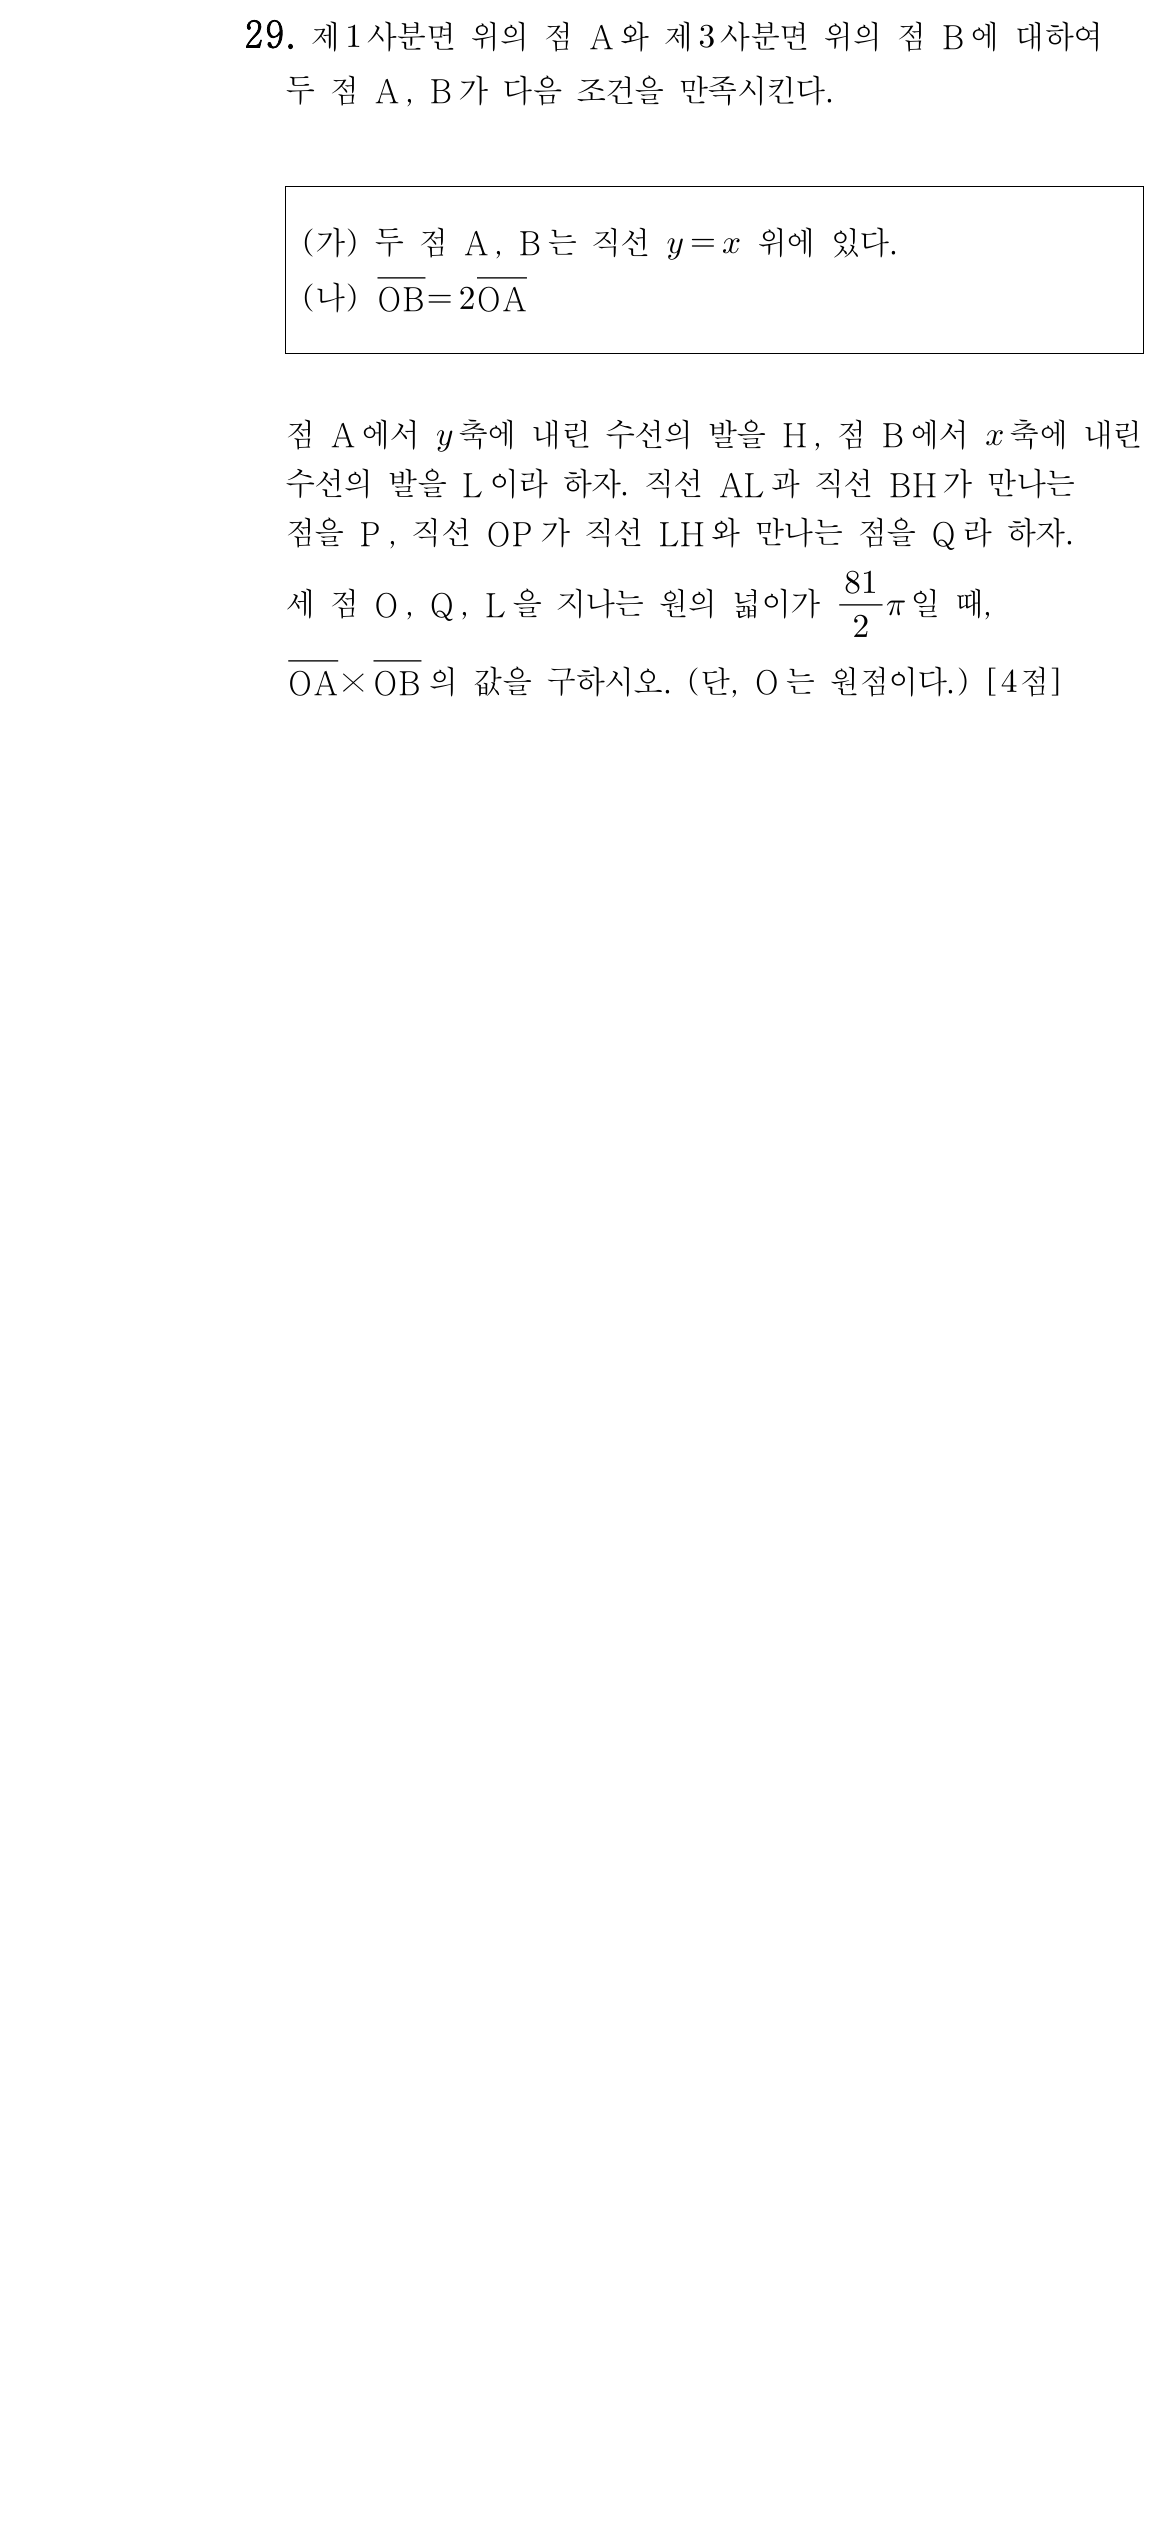 29. 제1사분면 위의 점 A와 제3사분면 위의 점 B에 대하여
두 점 A, B가 다음 조건을 만족시킨다.
(가) 두 점 A, B는 직선 y=x 위에 있다.
(나) \overline{OB}=2\overline{OA}
점 A에서 y축에 내린 수선의 발을 H, 점 B에서 x축에 내린
수선의 발을 L이라 하자. 직선 AL과 직선 BH가 만나는
점을 P, 직선 OP가 직선 LH와 만나는 점을 Q라 하자.
세 점 O, Q, L을 지나는 원의 넓이가 \frac{81}{2}π일 때,
\overline{OA}×\overline{OB}의 값을 구하시오. (단, O는 원점이다.) [4점]